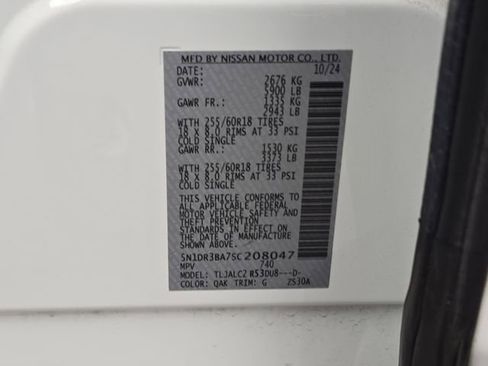 MFD BY NISSAN MOTOR CO., LTD.
DATE: 10/24
GVWR: 2676 KG
5900 LB
GAWR FR.: 1335 KG
2943 LB
WITH 255/60R18 TIRES
18 X 8.0 RIMS AT 33 PSI
COLD SINGLE
GAWR RR.: 1530 KG
3373 LB
WITH 255/60R18 TIRES
18 X 8.0 RIMS AT 33 PSI
COLD SINGLE
THIS VEHICLE CONFORMS TO
ALL APPLICABLE FEDERAL
MOTOR VEHICLE SAFETY AND
THEFT PREVENTION
STANDARDS IN EFFECT ON
THE DATE OF MANUFACTURE
5N1DR3BA7SC208047
MPV 740
MODEL: TLJALCZ R53DU8---D-
COLOR: QAK TRIM: G ZS30A